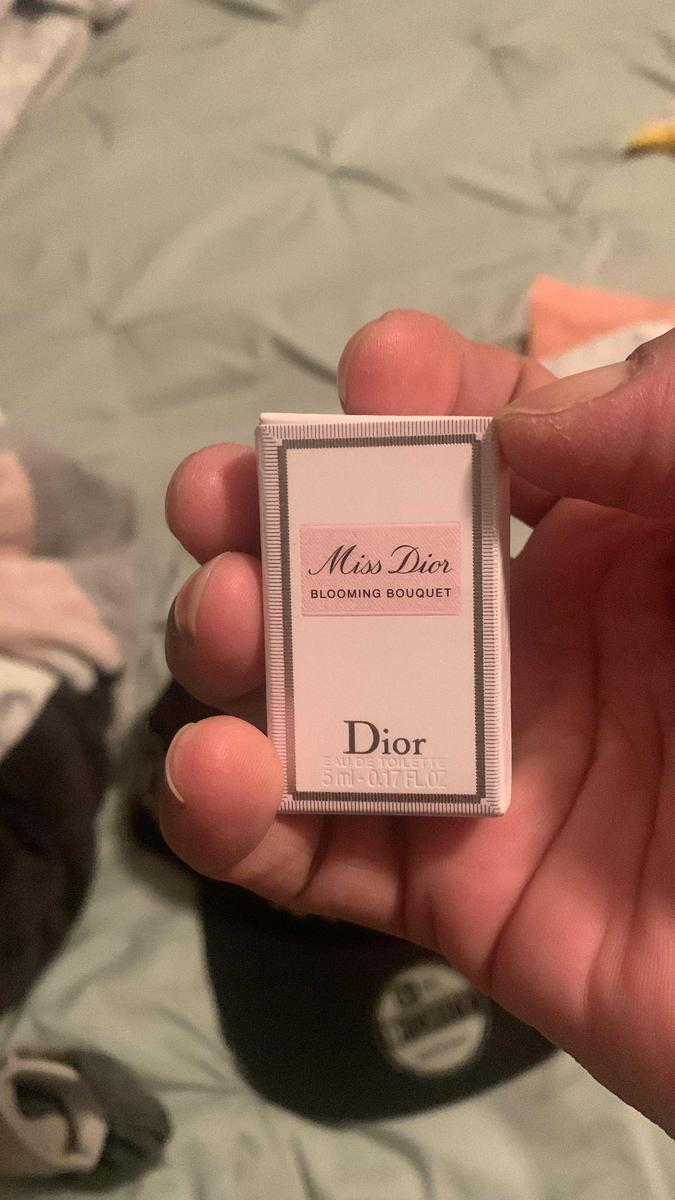 Miss Dior
BLOOMING BOUQUET
Dior
EAU DE TOILETTE
5 ml - 0.17 FL.OZ